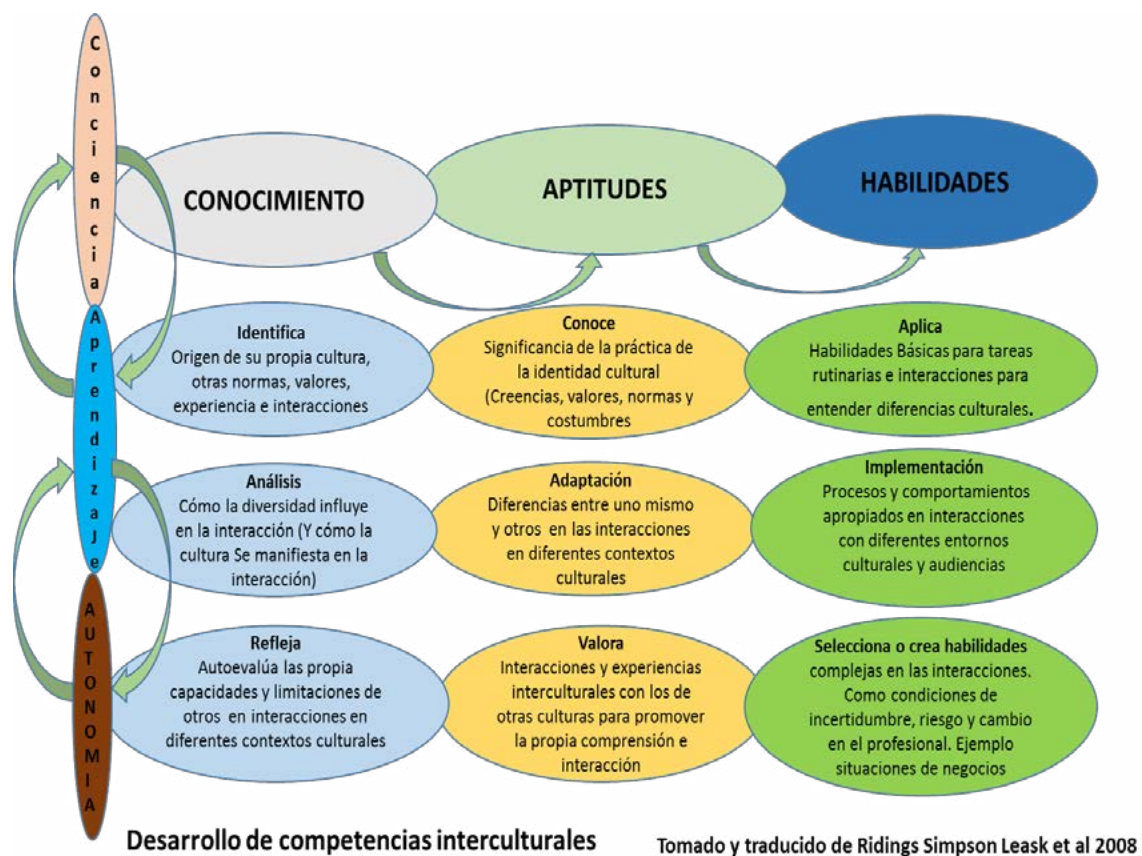 Conciencia
CONOCIMIENTO
APTITUDES
HABILIDADES
AprendizaJe
Identifica
Origen de su propia cultura,
otras normas, valores,
experiencia e interacciones
Conoce
Significancia de la práctica de
la identidad cultural
(Creencias, valores, normas y
costumbres
Aplica
Habilidades Básicas para tareas
rutinarias e interacciones para
entender diferencias culturales.
Análisis
Cómo la diversidad influye
en la interacción (Y cómo la
cultura Se manifiesta en la
interacción)
Adaptación
Diferencias entre uno mismo
y otros en las interacciones
en diferentes contextos
culturales
Implementación
Procesos y comportamientos
apropiados en interacciones
con diferentes entornos
culturales y audiencias
AUTONOMIA
Refleja
Autoevalúa las propia
capacidades y limitaciones de
otros en interacciones en
diferentes contextos culturales
Valora
Interacciones y experiencias
interculturales con los de
otras culturas para promover
la propia comprensión e
interacción
Selecciona o crea habilidades
complejas en las interacciones.
Como condiciones de
incertidumbre, riesgo y cambio
en el profesional. Ejemplo
situaciones de negocios
Desarrollo de competencias interculturales
Tomado y traducido de Ridings Simpson Leask et al 2008